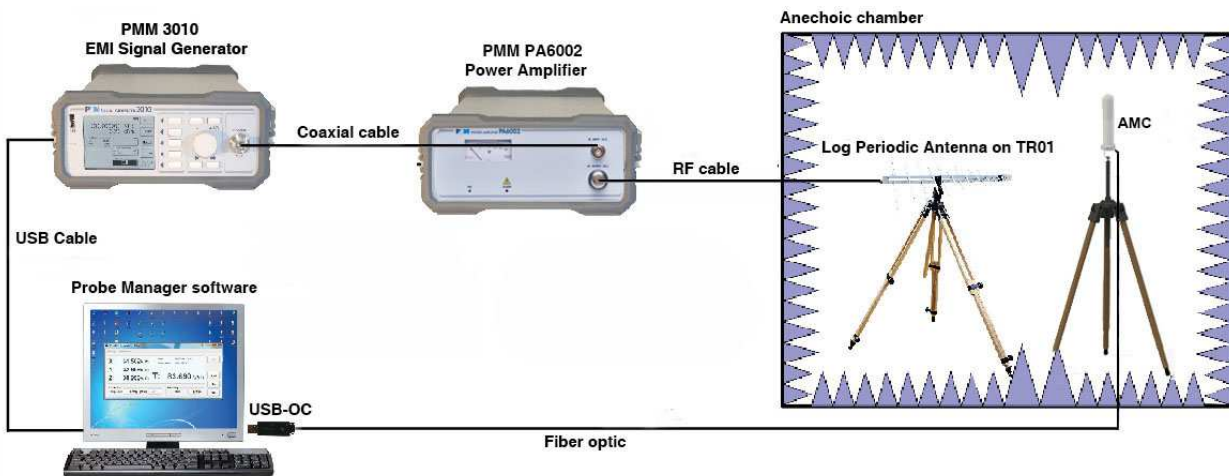 PMM 3010
EMI Signal Generator
PMM PA6002
Power Amplifier
Anechoic chamber
Coaxial cable
AMC
Log Periodic Antenna on TR01
RF cable
USB Cable
Probe Manager software
USB-OC
Fiber optic